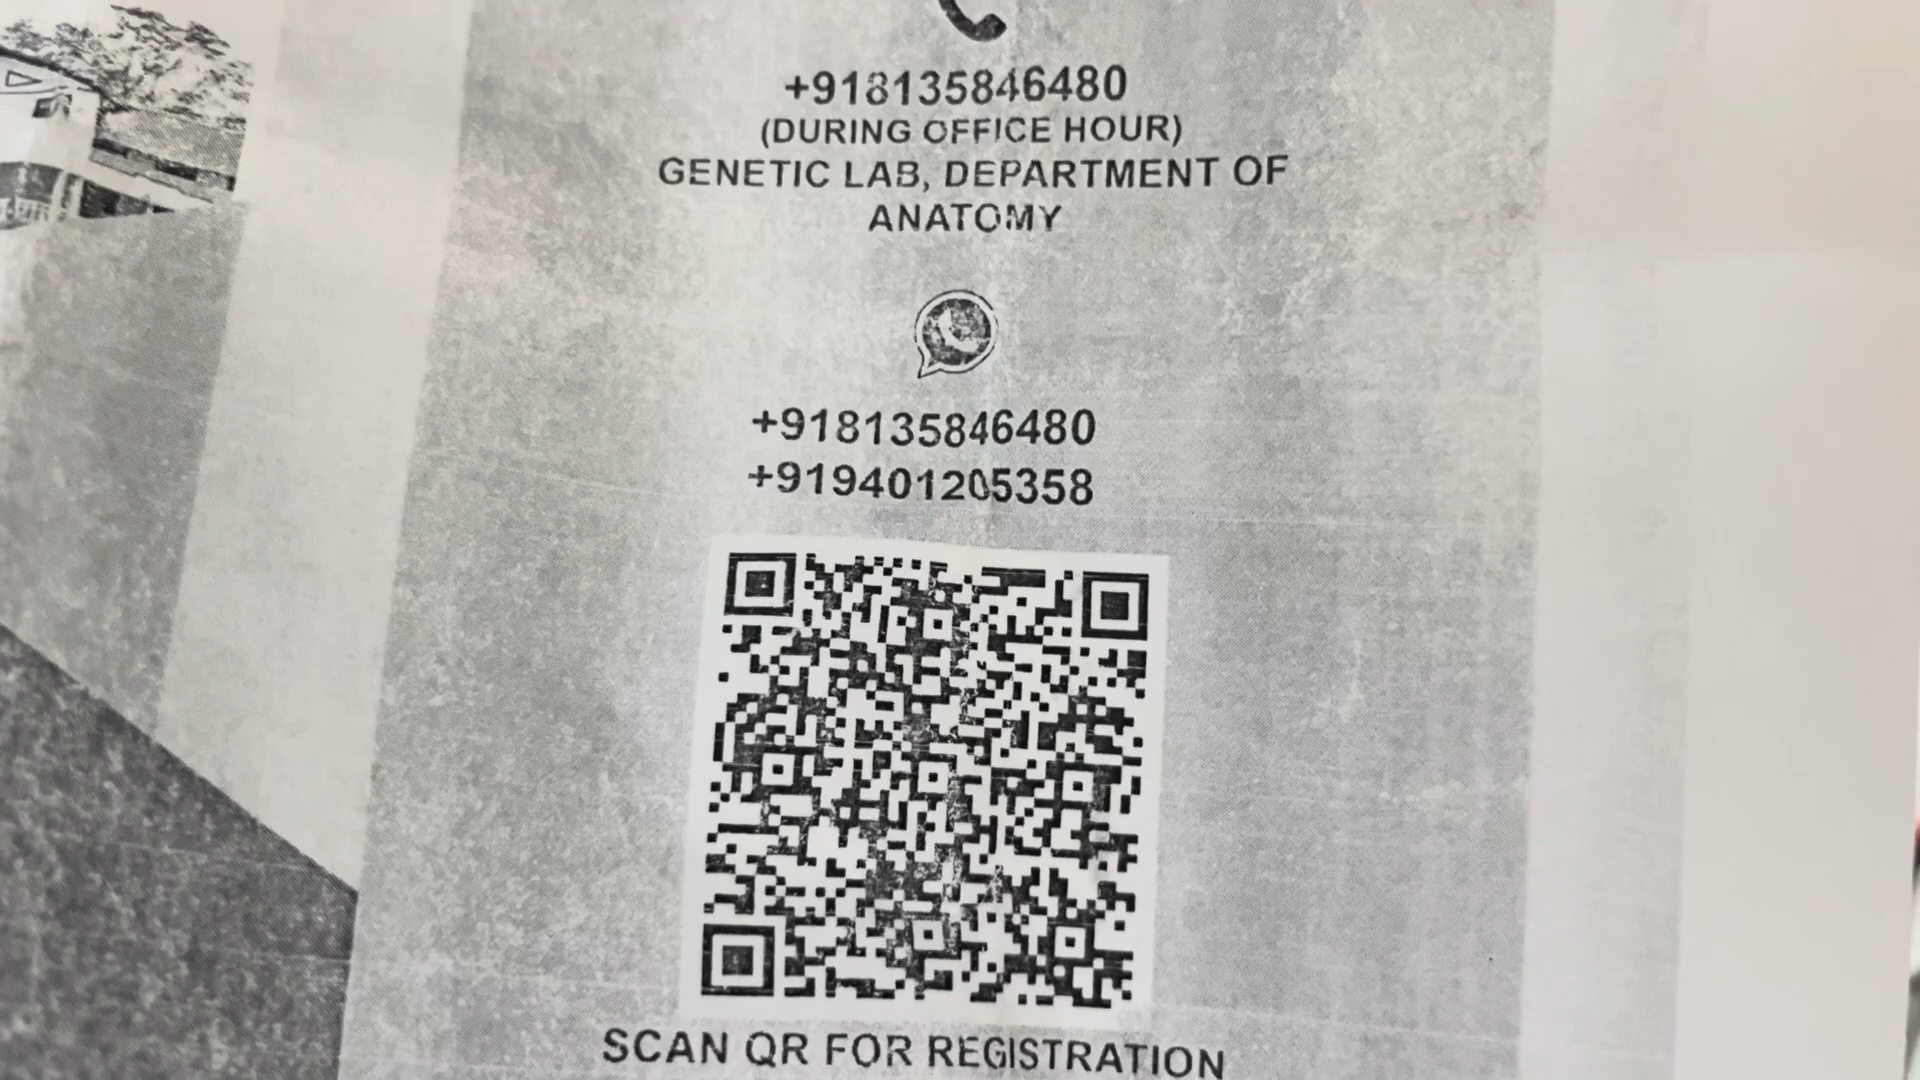 +918135846480
(DURING OFFICE HOUR)
GENETIC LAB, DEPARTMENT OF
ANATOMY
+918135846480
+919401205358
SCAN QR FOR REGISTRATION